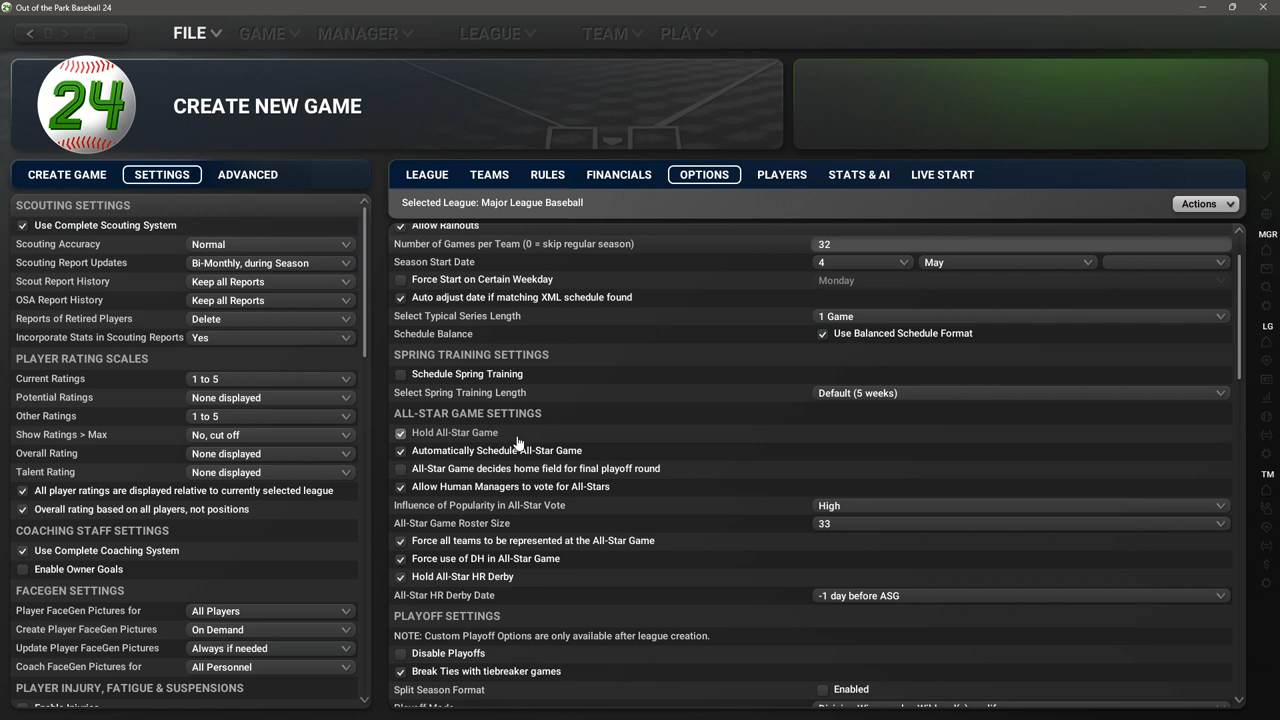 Out of the Park Baseball 24
FILE GAME MANAGER LEAGUE TEAM PLAY
24
CREATE NEW GAME
CREATE GAME SETTINGS ADVANCED
SCOUTING SETTINGS
Use Complete Scouting System
Scouting Accuracy Normal
Scouting Report Updates Bi-Monthly, during Season
Scout Report History Keep all Reports
OSA Report History Keep all Reports
Reports of Retired Players Delete
Incorporate Stats in Scouting Reports Yes
PLAYER RATING SCALES
Current Ratings 1 to 5
Potential Ratings None displayed
Other Ratings 1 to 5
Show Ratings > Max No, cut off
Overall Rating None displayed
Talent Rating None displayed
All player ratings are displayed relative to currently selected league
Overall rating based on all players, not positions
COACHING STAFF SETTINGS
Use Complete Coaching System
Enable Owner Goals
FACEGEN SETTINGS
Player FaceGen Pictures for All Players
Create Player FaceGen Pictures On Demand
Update Player FaceGen Pictures Always if needed
Coach FaceGen Pictures for All Personnel
PLAYER INJURY, FATIGUE & SUSPENSIONS
Enable Injuries
LEAGUE TEAMS RULES FINANCIALS OPTIONS PLAYERS STATS & AI LIVE START
Selected League: Major League Baseball Actions
Allow Rainouts
Number of Games per Team (0 = skip regular season) 32
Season Start Date 4 May
Force Start on Certain Weekday Monday
Auto adjust date if matching XML schedule found
Select Typical Series Length 1 Game
Schedule Balance Use Balanced Schedule Format
SPRING TRAINING SETTINGS
Schedule Spring Training
Select Spring Training Length Default (5 weeks)
ALL-STAR GAME SETTINGS
Hold All-Star Game
Automatically Schedule All-Star Game
All-Star Game decides home field for final playoff round
Allow Human Managers to vote for All-Stars
Influence of Popularity in All-Star Vote High
All-Star Game Roster Size 33
Force all teams to be represented at the All-Star Game
Force use of DH in All-Star Game
Hold All-Star HR Derby
All-Star HR Derby Date -1 day before ASG
PLAYOFF SETTINGS
NOTE: Custom Playoff Options are only available after league creation.
Disable Playoffs
Break Ties with tiebreaker games
Split Season Format Enabled
Playoff Mode
MGR
LG
TM